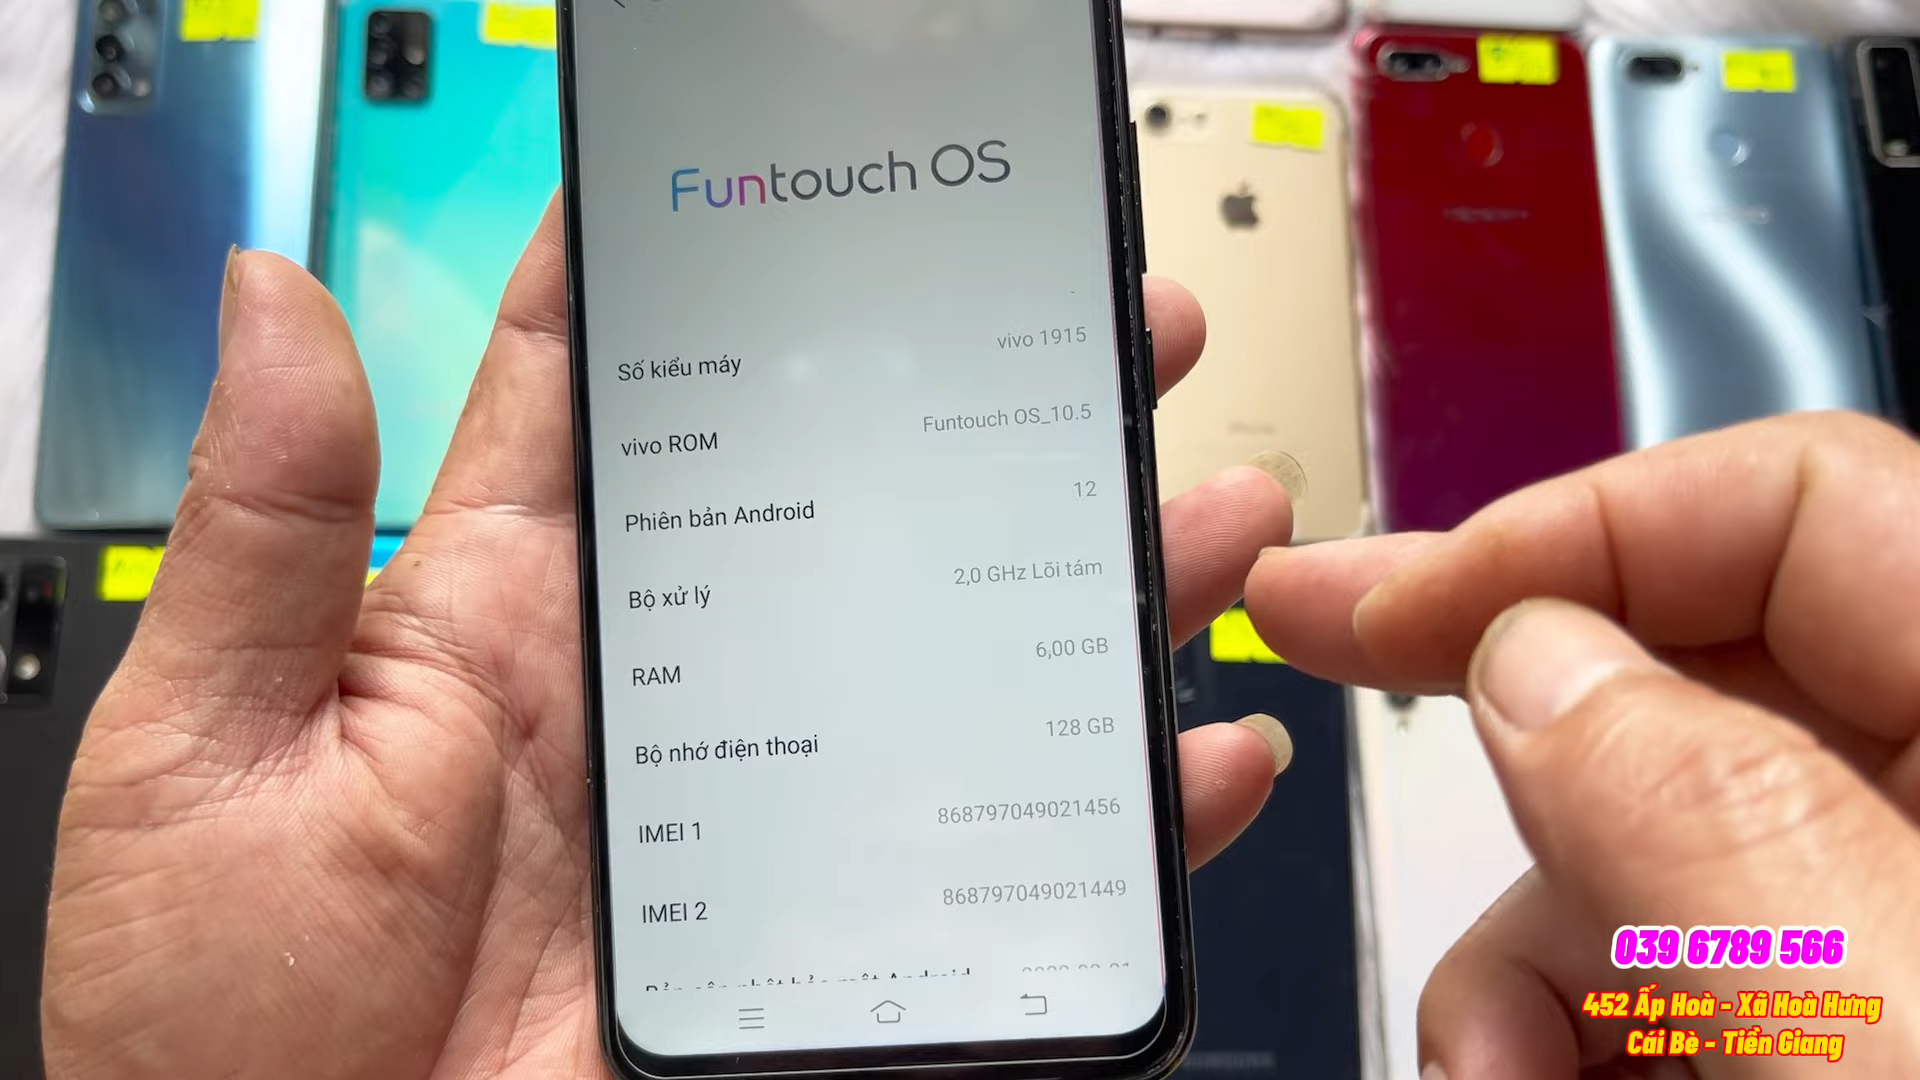 Funtouch OS
Số kiểu máy
vivo 1915
vivo ROM
Funtouch OS_10.5
Phiên bản Android
12
Bộ xử lý
2,0 GHz Lõi tám
RAM
6,00 GB
Bộ nhớ điện thoại
128 GB
IMEI 1
868797049021456
IMEI 2
868797049021449
039 6789 566
452 Ấp Hoà - Xã Hoà Hưng
Cái Bè - Tiền Giang